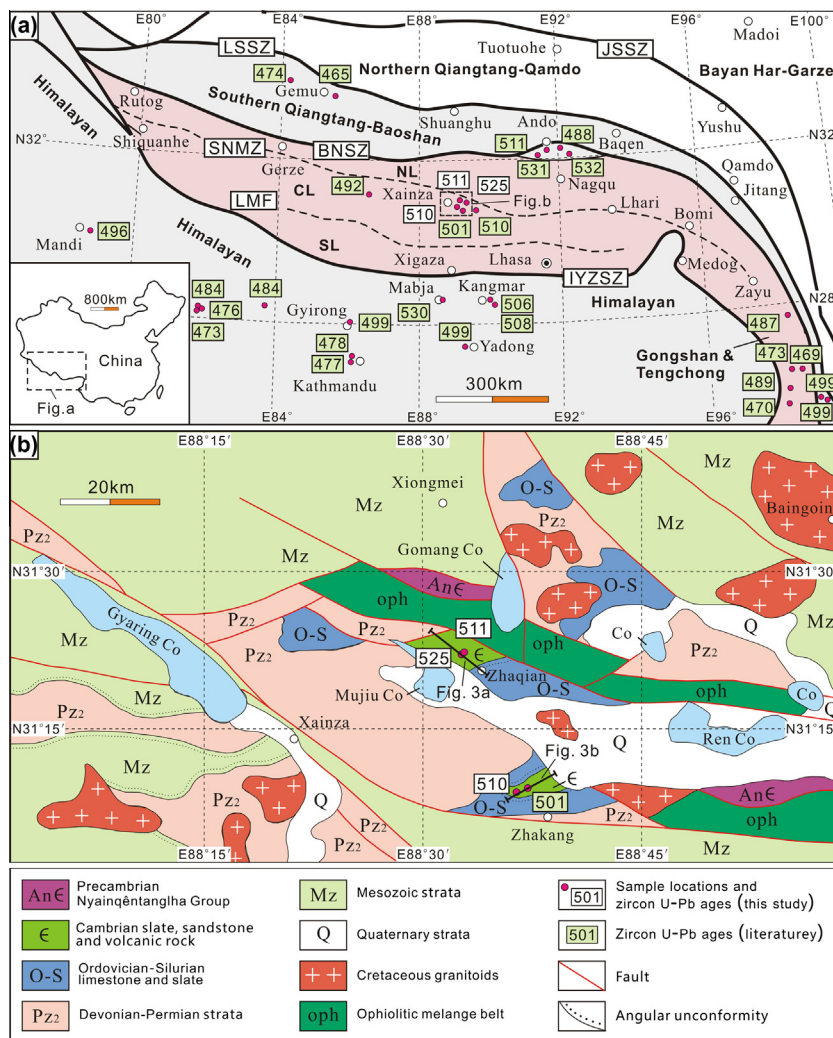 (a)
E80°
E84°
E88°
E92°
E96°
E100°
LSSZ
JSSZ
Madoi
Tuotuohe
474
465
Northern Qiangtang-Qamdo
Bayan Har-Garze
Gemu
Himalayan
Rutog
Southern Qiangtang-Baoshan
Shuanghu
Ando
488
Yushu
511
Baqen
N32°
Shiquanhe
SNMZ
BNSZ
N32°
Gerze
NL
531
532
Qamdo
CL
492
511
525
Nagqu
Jitang
Xainza
LMF
510
Fig.b
Lhari
501
510
Bomi
496
Mandi
Himalayan
SL
Xigaza
Lhasa
Medog
IYZSZ
Zayu
484
484
Mabja
Kangmar
Himalayan
N28°
800km
476
Gyirong
506
473
499
530
508
487
China
478
499
Gongshan &
Tengchong
473
469
477
Yadong
Fig.a
Kathmandu
489
499
300km
470
499
E84°
E88°
E92°
E96°
(b)
E88°15′
E88°30′
E88°45′
20km
Mz
Xiongmei
O-S
Mz
Pz₂
Baingoin
Pz₂
Mz
Gomang Co
N31°30′
N31°30′
AnЄ
O-S
Gyaring Co
oph
Mz
Pz₂
511
Q
Mz
O-S
Pz₂
Co
Pz₂
Mz
525
Є
oph
Zhaqian
Fig. 3a
Mujiu Co
O-S
oph
Co
Pz₂
Q
N31°15′
Xainza
N31°15′
Mz
Fig. 3b
Q
Ren Co
510
Є
Pz₂
Q
O-S
501
AnЄ
Pz₂
Zhakang
Pz₂
oph
Pz₂
Mz
E88°15′
E88°30′
E88°45′
AnЄ
Precambrian
Nyainqêntanglha Group
Mz
Mesozoic strata
501
Sample locations and
zircon U-Pb ages (this study)
Є
Cambrian slate, sandstone
and volcanic rock
Q
Quaternary strata
501
Zircon U-Pb ages (literaturey)
O-S
Ordovician-Silurian
limestone and slate
Cretaceous granitoids
Fault
Pz₂
Devonian-Permian strata
oph
Ophiolitic melange belt
Angular unconformity